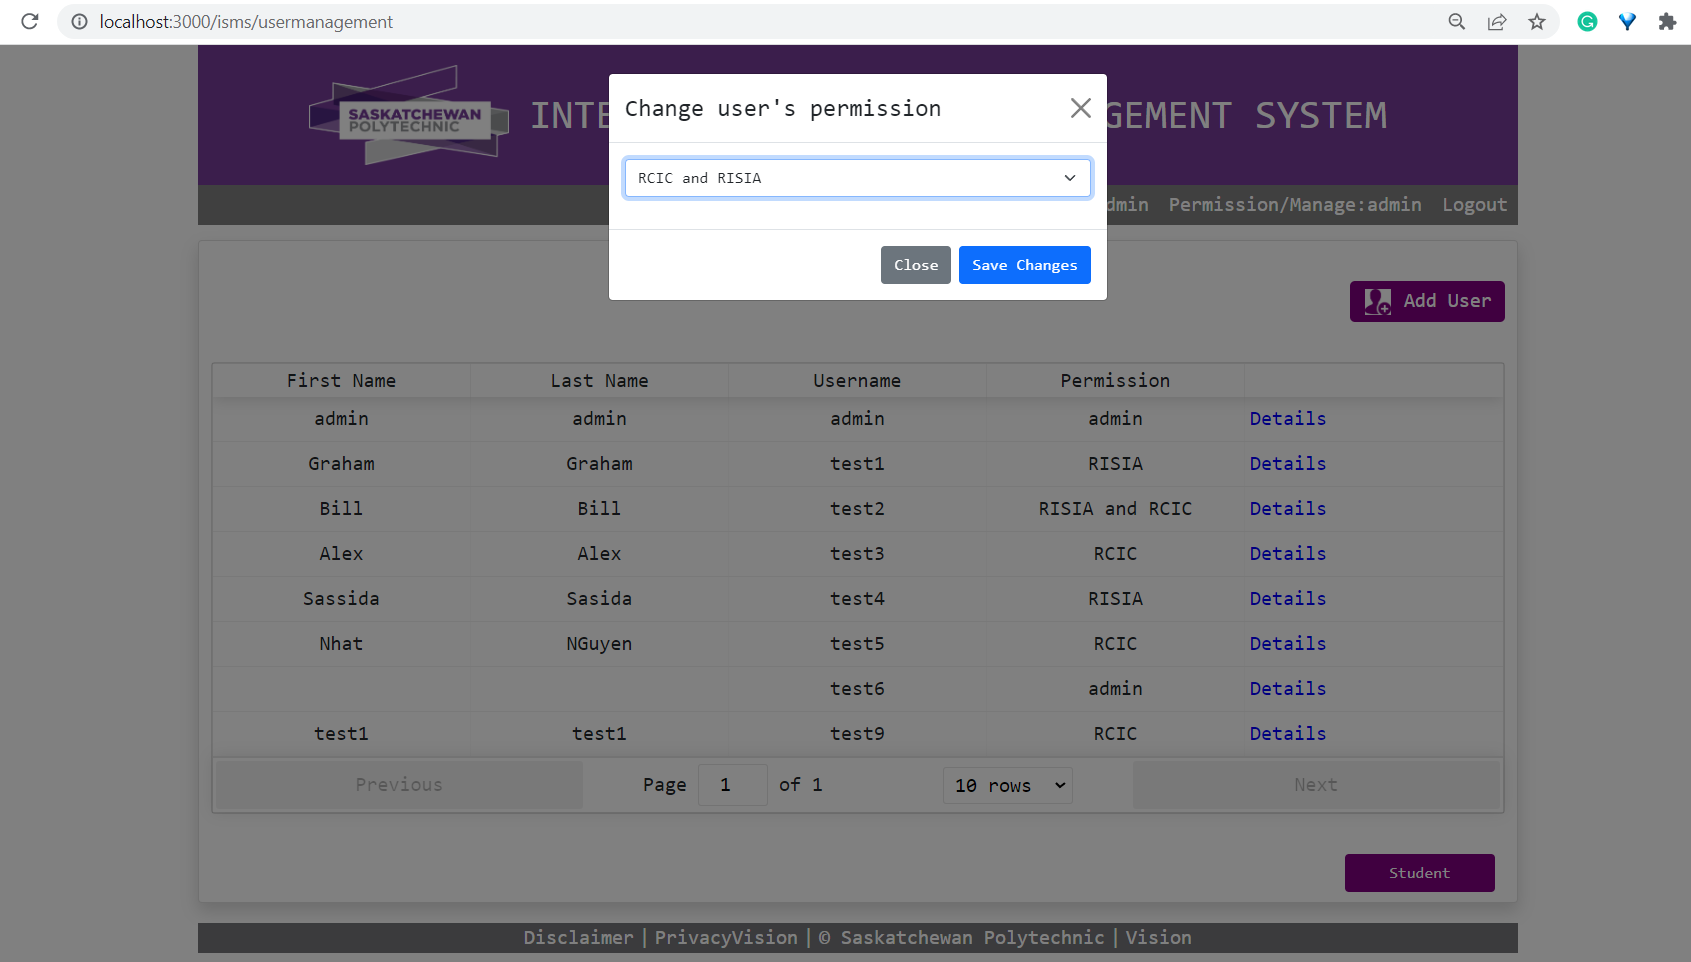 localhost:3000/isms/usermanagement
SASKATCHEWAN
POLYTECHNIC
INTE
GEMENT SYSTEM
Change user's permission
RCIC and RISIA
Close Save Changes
dmin Permission/Manage:admin Logout
Add User
First Name Last Name Username Permission
admin admin admin admin Details
Graham Graham test1 RISIA Details
Bill Bill test2 RISIA and RCIC Details
Alex Alex test3 RCIC Details
Sassida Sasida test4 RISIA Details
Nhat NGuyen test5 RCIC Details
test6 admin Details
test1 test1 test9 RCIC Details
Previous Page 1 of 1 10 rows Next
Student
Disclaimer | PrivacyVision | © Saskatchewan Polytechnic | Vision